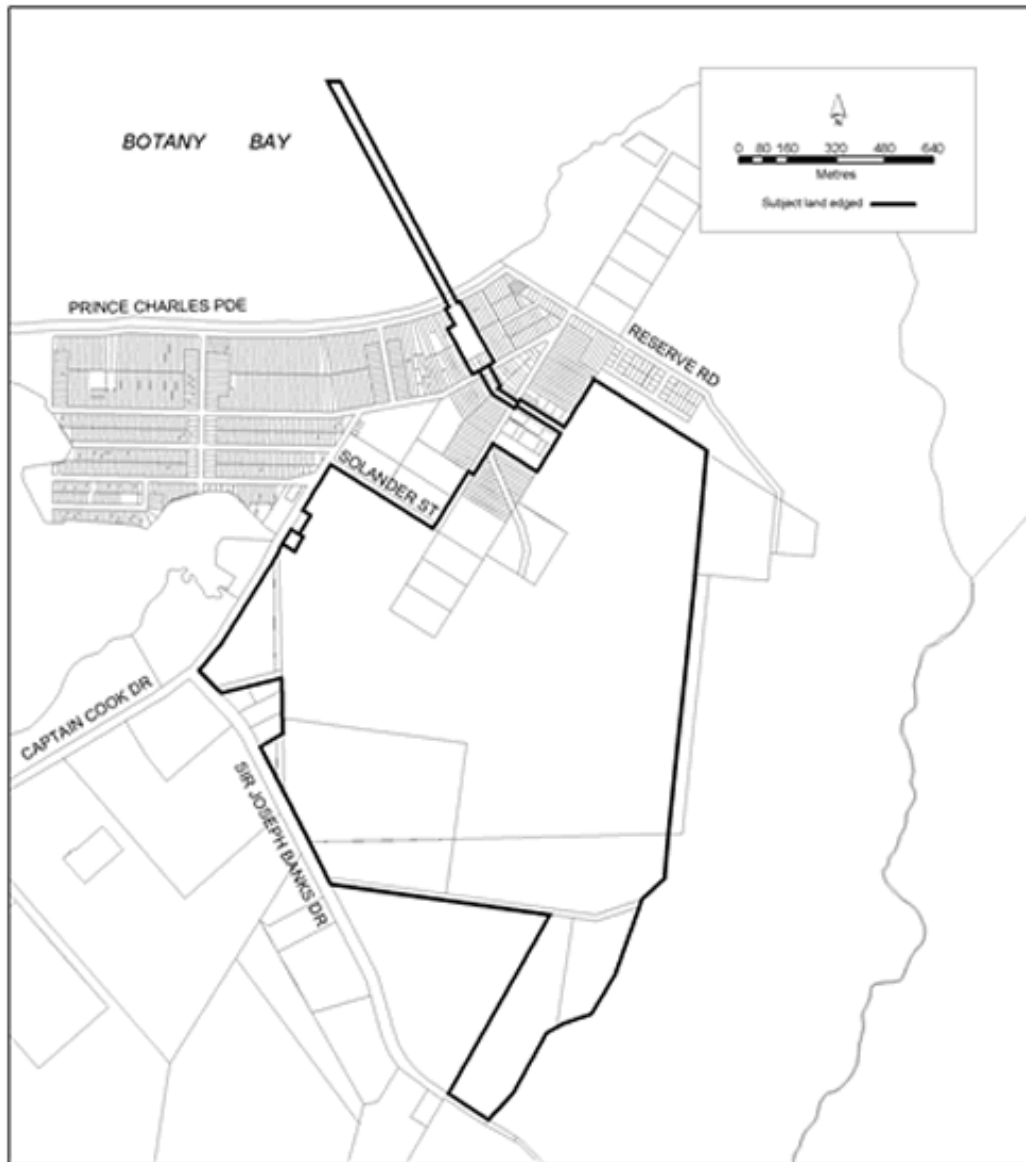 BOTANY BAY
N
0 80 160 320 480 640
Metres
Subject land edged
PRINCE CHARLES PDE
RESERVE RD
SOLANDER ST
CAPTAIN COOK DR
SIR JOSEPH BANKS DR